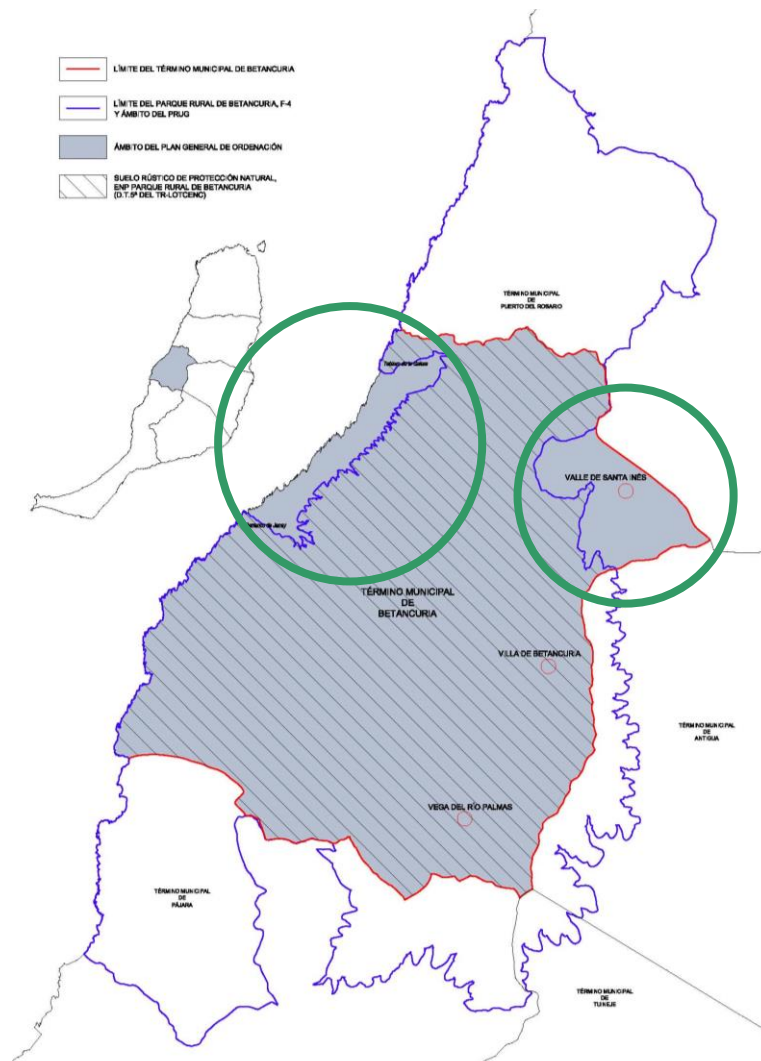 LÍMITE DEL TÉRMINO MUNICIPAL DE BETANCURIA
LÍMITE DEL PARQUE RURAL DE BETANCURIA, F-4
Y ÁMBITO DEL PRUG
ÁMBITO DEL PLAN GENERAL DE ORDENACIÓN
SUELO RÚSTICO DE PROTECCIÓN NATURAL,
ENP PARQUE RURAL DE BETANCURIA
(D.T.5ª DEL TR-LOTCENC)
TÉRMINO MUNICIPAL
DE
PUERTO DEL ROSARIO
VALLE DE SANTA INÉS
TÉRMINO MUNICIPAL
DE
BETANCURIA
VILLA DE BETANCURIA
TÉRMINO MUNICIPAL
DE
ANTIGUA
VEGA DEL RÍO PALMAS
TÉRMINO MUNICIPAL
DE
PÁJARA
TÉRMINO MUNICIPAL
DE
TUINEJE